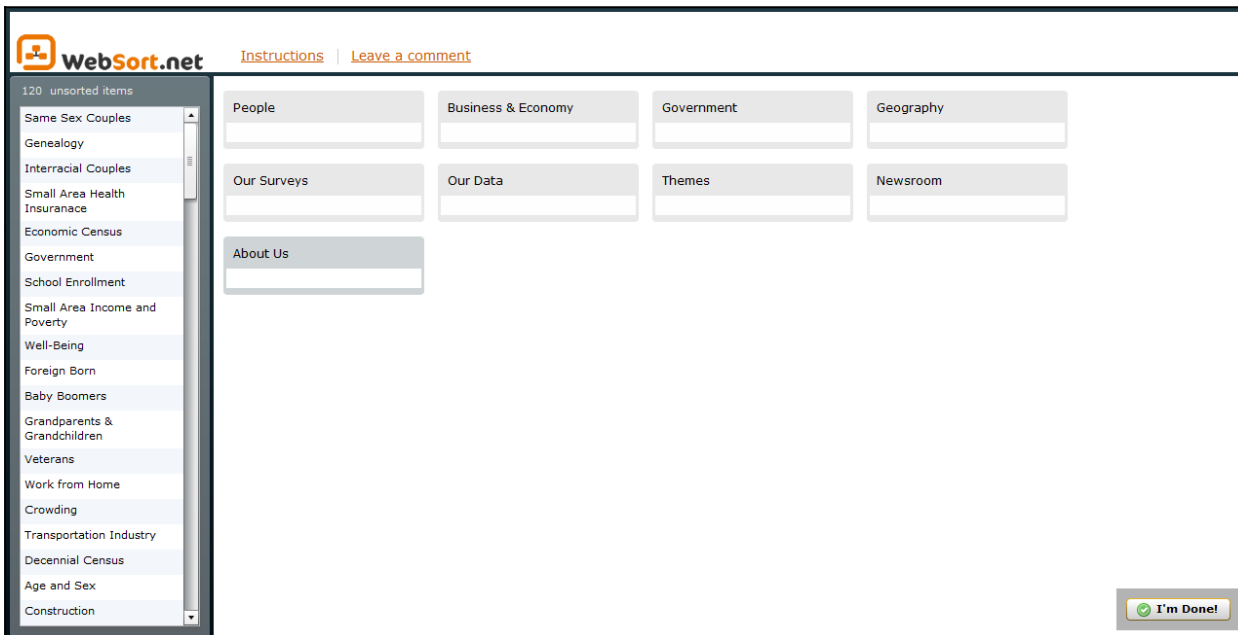 WebSort.net
Instructions
Leave a comment
120 unsorted items
Same Sex Couples
Genealogy
Interracial Couples
Small Area Health
Insuranace
Economic Census
Government
School Enrollment
Small Area Income and
Poverty
Well-Being
Foreign Born
Baby Boomers
Grandparents &
Grandchildren
Veterans
Work from Home
Crowding
Transportation Industry
Decennial Census
Age and Sex
Construction
People
Business & Economy
Government
Geography
Our Surveys
Our Data
Themes
Newsroom
About Us
I'm Done!